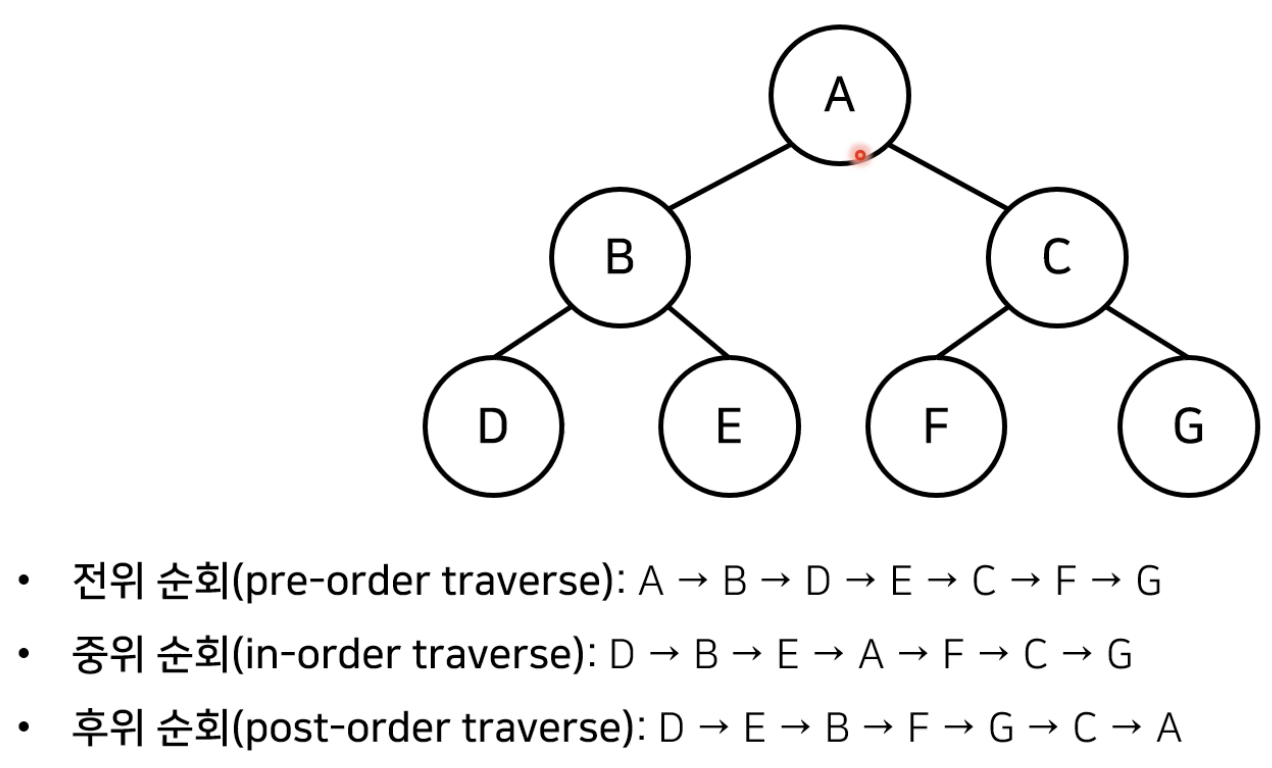 A
B
C
D
E
F
G
• 전위 순회(pre-order traverse): A → B → D → E → C → F → G
• 중위 순회(in-order traverse): D → B → E → A → F → C → G
• 후위 순회(post-order traverse): D → E → B → F → G → C → A